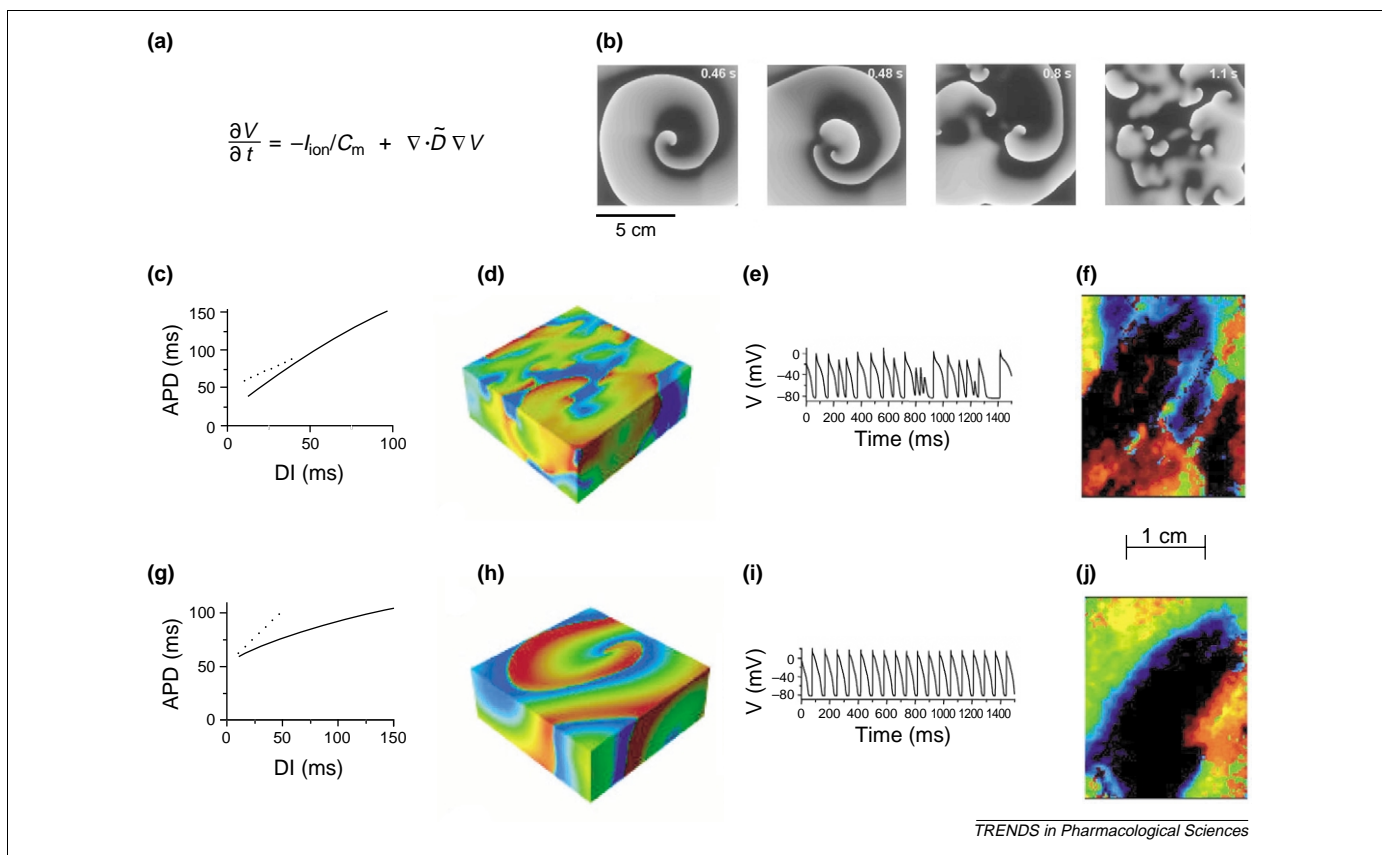 (a)
∂V/∂t = –I_ion/C_m + ∇·D̃∇V
(b)
0.46 s
0.48 s
0.8 s
1.1 s
5 cm
(c)
APD (ms)
150
100
50
0
0
50
100
DI (ms)
(d)
(e)
V (mV)
0
–40
–80
0 200 400 600 800 1000 1200 1400
Time (ms)
(f)
1 cm
(g)
APD (ms)
100
50
0
0
50
100
150
DI (ms)
(h)
(i)
V (mV)
0
–40
–80
0 200 400 600 800 1000 1200 1400
Time (ms)
(j)
TRENDS in Pharmacological Sciences